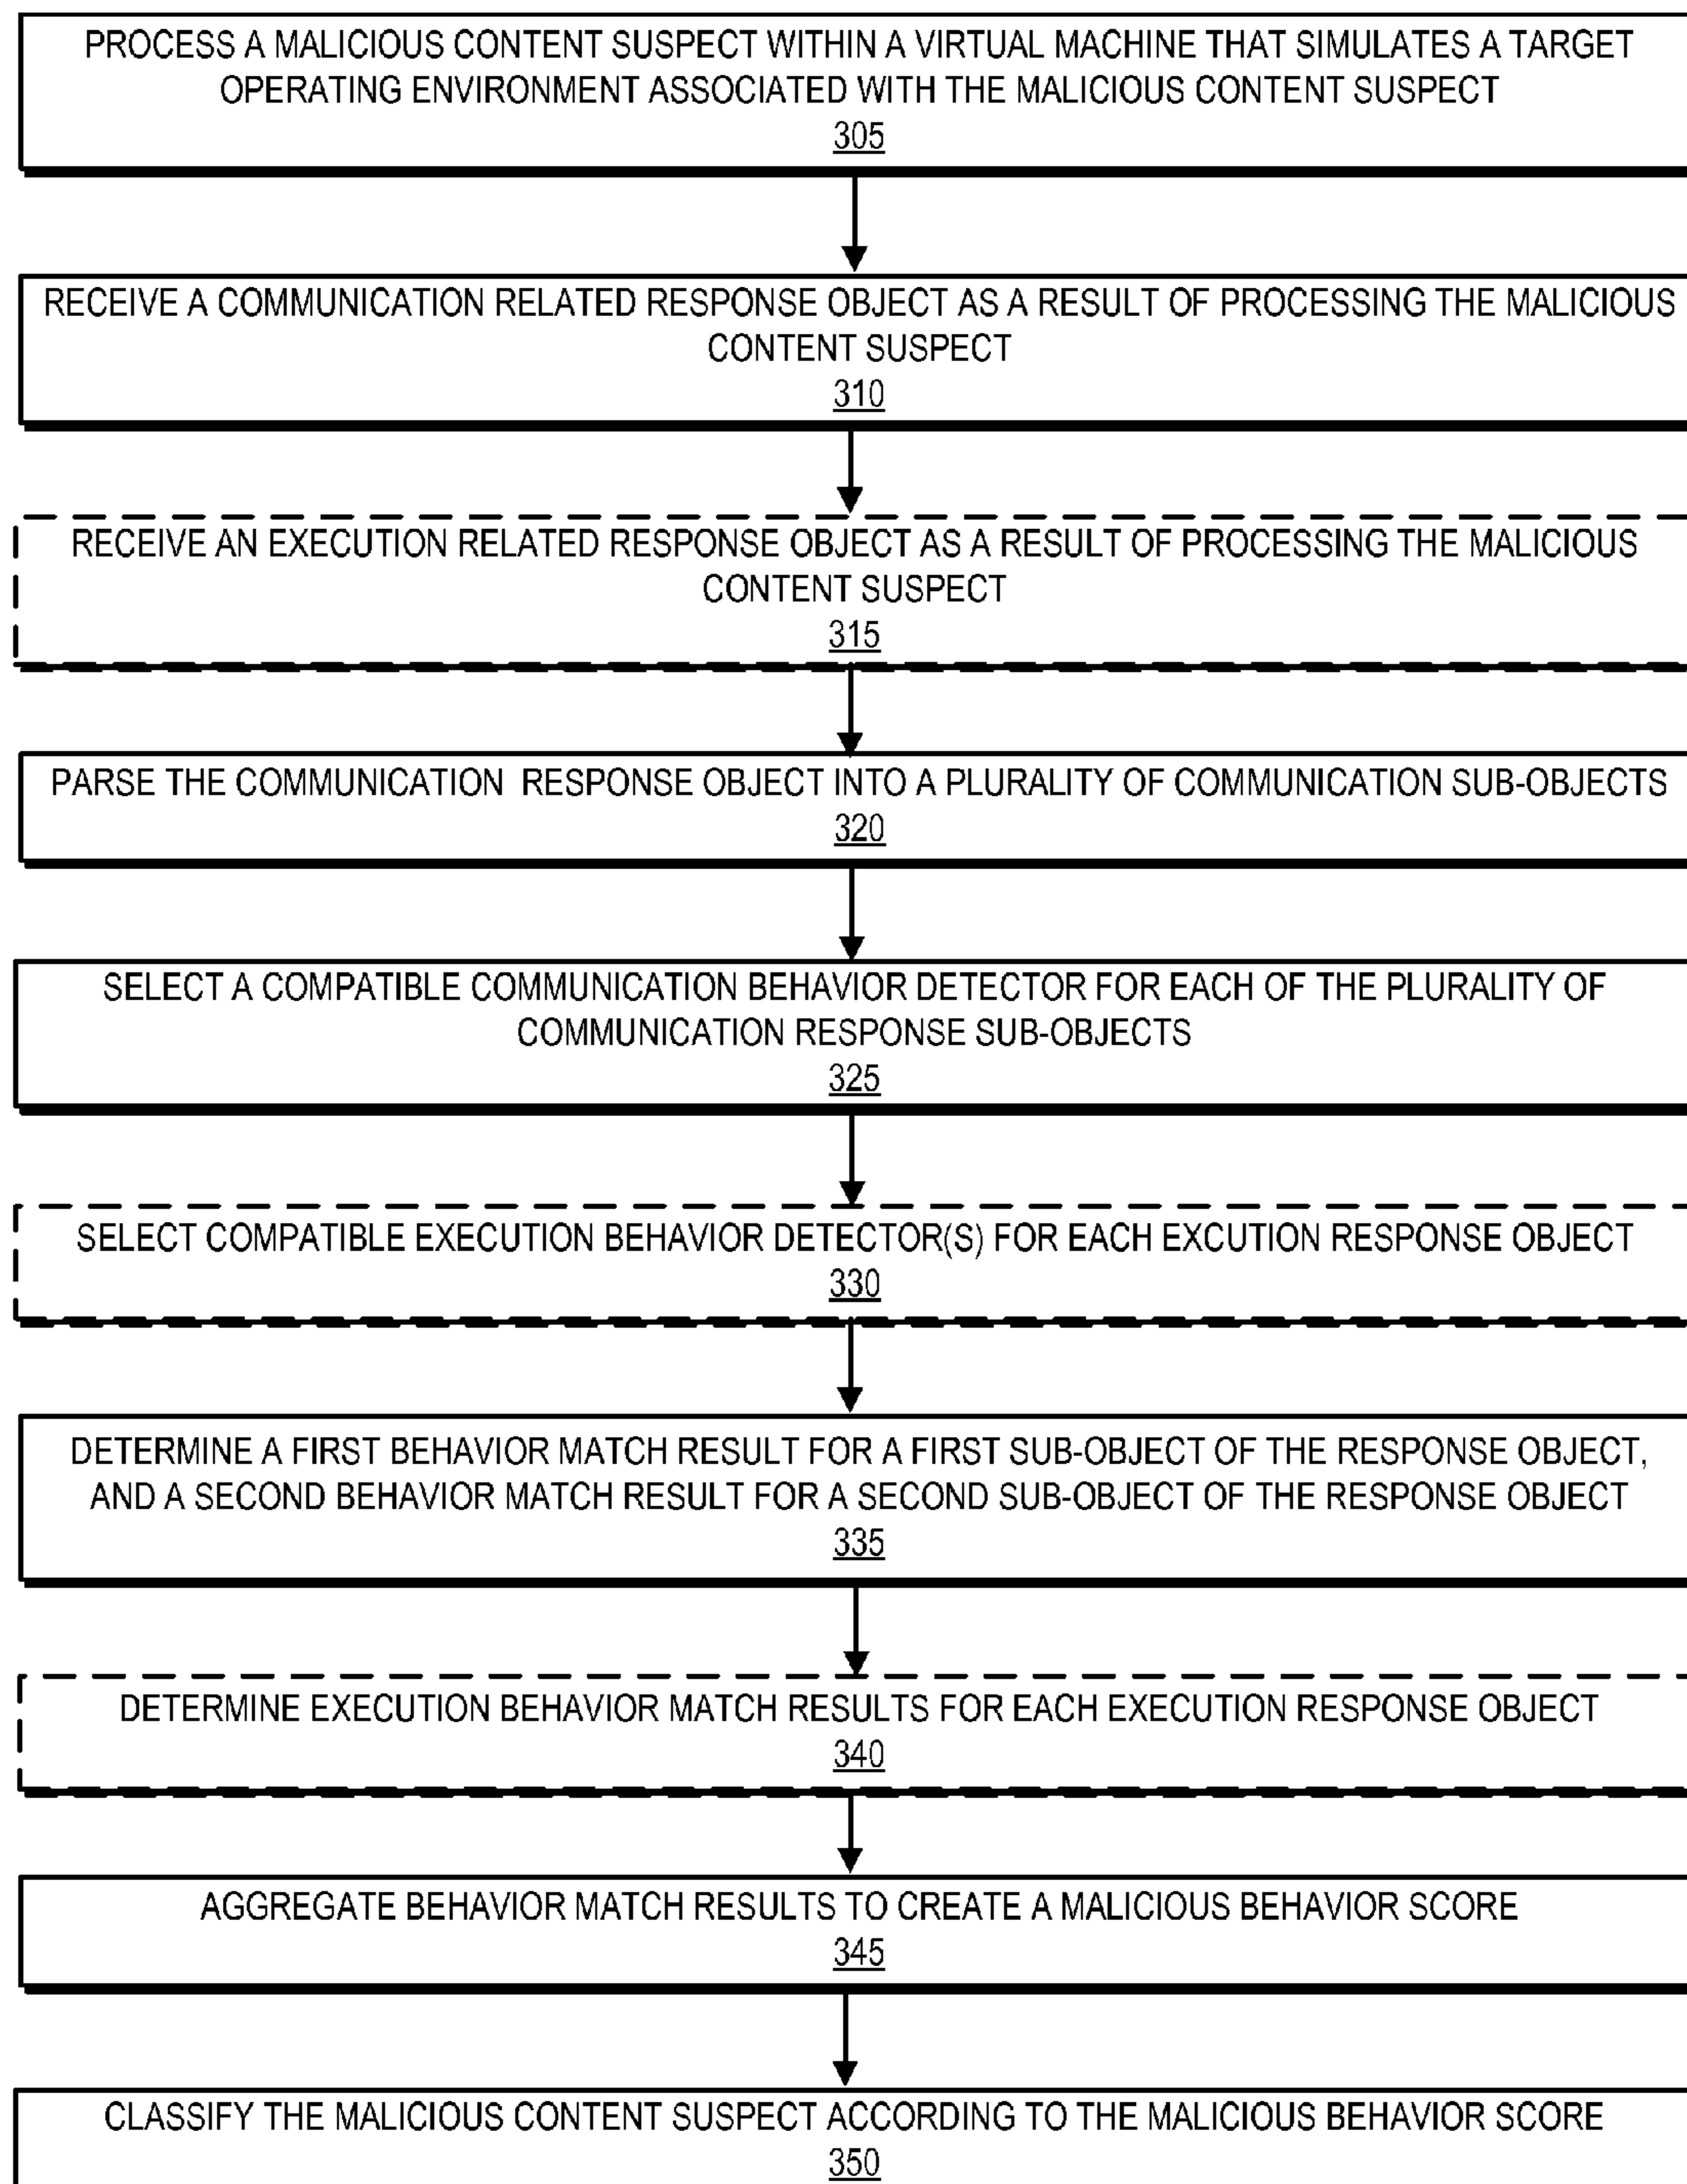 PROCESS A MALICIOUS CONTENT SUSPECT WITHIN A VIRTUAL MACHINE THAT SIMULATES A TARGET
OPERATING ENVIRONMENT ASSOCIATED WITH THE MALICIOUS CONTENT SUSPECT
305
RECEIVE A COMMUNICATION RELATED RESPONSE OBJECT AS A RESULT OF PROCESSING THE MALICIOUS
CONTENT SUSPECT
310
RECEIVE AN EXECUTION RELATED RESPONSE OBJECT AS A RESULT OF PROCESSING THE MALICIOUS
CONTENT SUSPECT
315
PARSE THE COMMUNICATION RESPONSE OBJECT INTO A PLURALITY OF COMMUNICATION SUB-OBJECTS
320
SELECT A COMPATIBLE COMMUNICATION BEHAVIOR DETECTOR FOR EACH OF THE PLURALITY OF
COMMUNICATION RESPONSE SUB-OBJECTS
325
SELECT COMPATIBLE EXECUTION BEHAVIOR DETECTOR(S) FOR EACH EXCUTION RESPONSE OBJECT
330
DETERMINE A FIRST BEHAVIOR MATCH RESULT FOR A FIRST SUB-OBJECT OF THE RESPONSE OBJECT,
AND A SECOND BEHAVIOR MATCH RESULT FOR A SECOND SUB-OBJECT OF THE RESPONSE OBJECT
335
DETERMINE EXECUTION BEHAVIOR MATCH RESULTS FOR EACH EXECUTION RESPONSE OBJECT
340
AGGREGATE BEHAVIOR MATCH RESULTS TO CREATE A MALICIOUS BEHAVIOR SCORE
345
CLASSIFY THE MALICIOUS CONTENT SUSPECT ACCORDING TO THE MALICIOUS BEHAVIOR SCORE
350